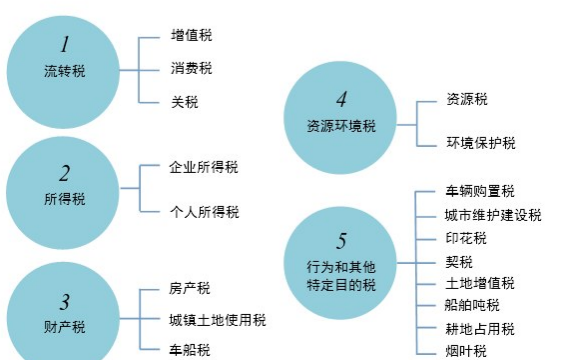 1
流转税
增值税
消费税
关税
2
所得税
企业所得税
个人所得税
3
财产税
房产税
城镇土地使用税
车船税
4
资源环境税
资源税
环境保护税
5
行为和其他
特定目的税
车辆购置税
城市维护建设税
印花税
契税
土地增值税
船舶吨税
耕地占用税
烟叶税